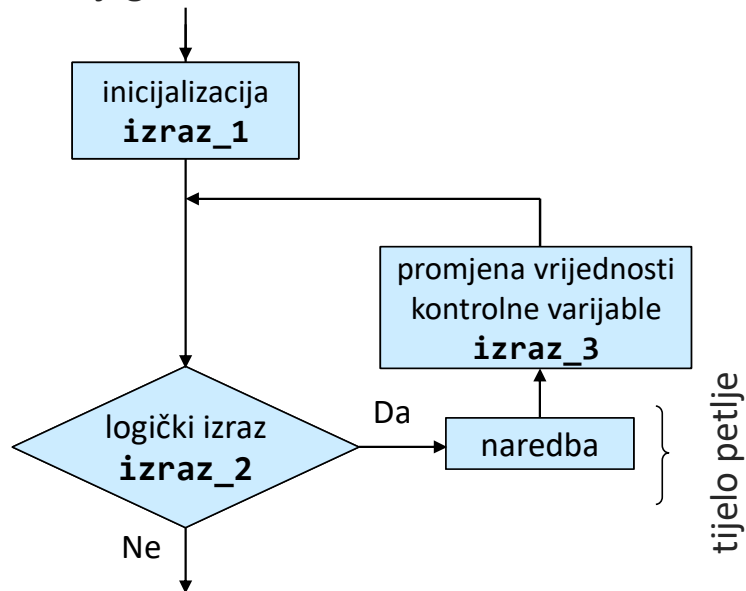 inicijalizacija
izraz_1
promjena vrijednosti
kontrolne varijable
izraz_3
logički izraz
izraz_2
Da
naredba
tijelo petlje
Ne